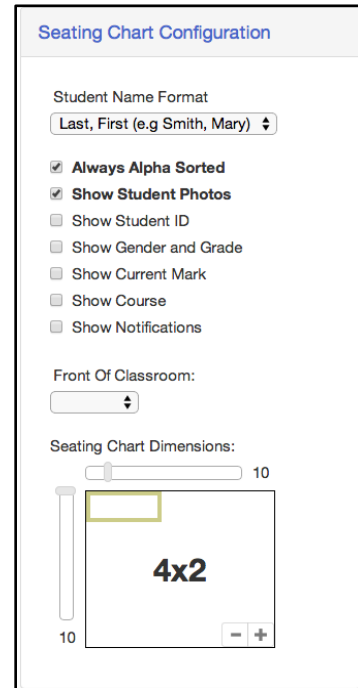 Seating Chart Configuration
Student Name Format
Last, First (e.g Smith, Mary)
Always Alpha Sorted
Show Student Photos
Show Student ID
Show Gender and Grade
Show Current Mark
Show Course
Show Notifications
Front Of Classroom:
Seating Chart Dimensions:
10
4x2
10
- +